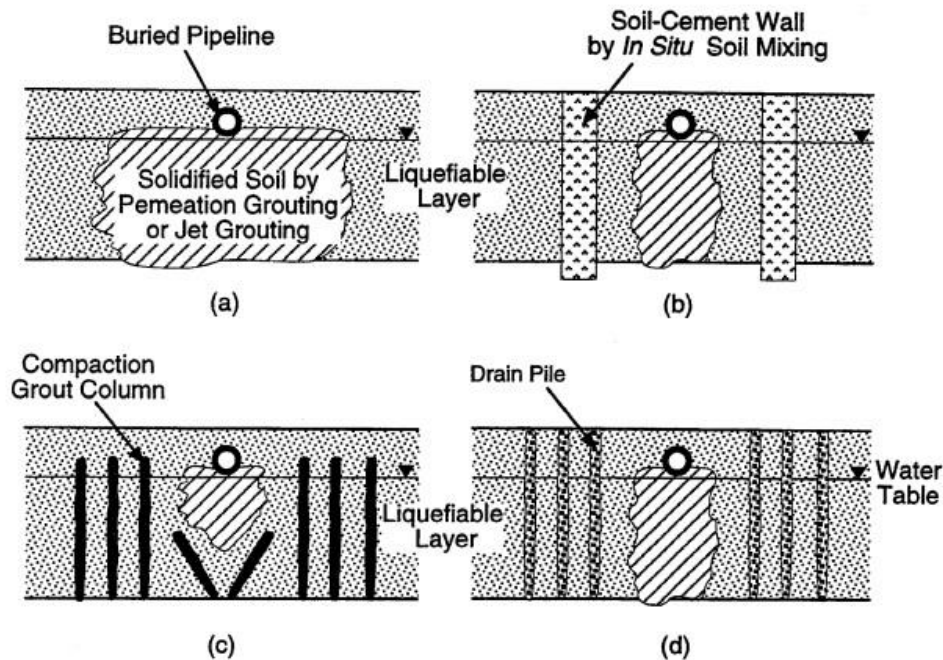 Buried Pipeline
Solidified Soil by
Pemeation Grouting
or Jet Grouting
Liquefiable
Layer
(a)
Soil-Cement Wall
by In Situ Soil Mixing
(b)
Compaction
Grout Column
Liquefiable
Layer
(c)
Drain Pile
Water
Table
(d)